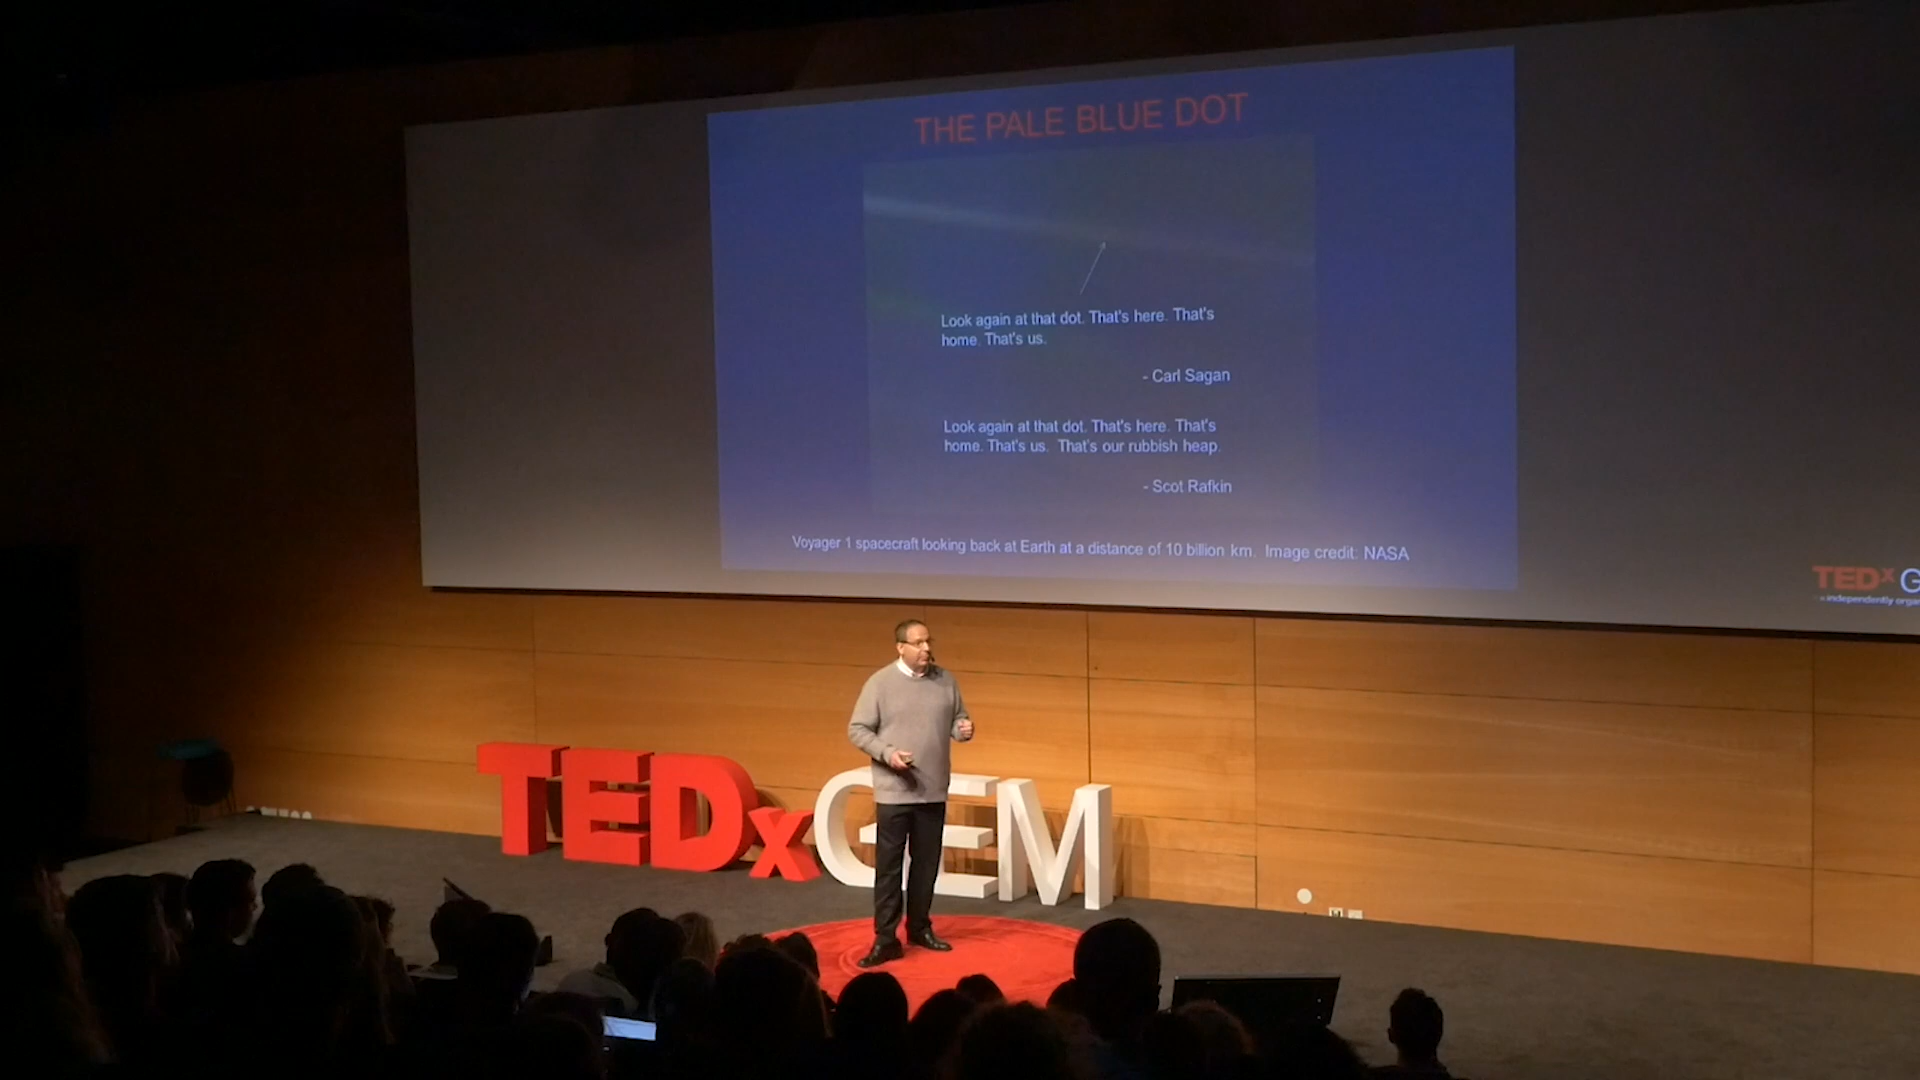 THE PALE BLUE DOT
Look again at that dot. That's here. That's
home. That's us.
- Carl Sagan
Look again at that dot. That's here. That's
home. That's us. That's our rubbish heap.
- Scot Rafkin
Voyager 1 spacecraft looking back at Earth at a distance of 10 billion km. Image credit: NASA
TEDx G
independently
TEDxGEM